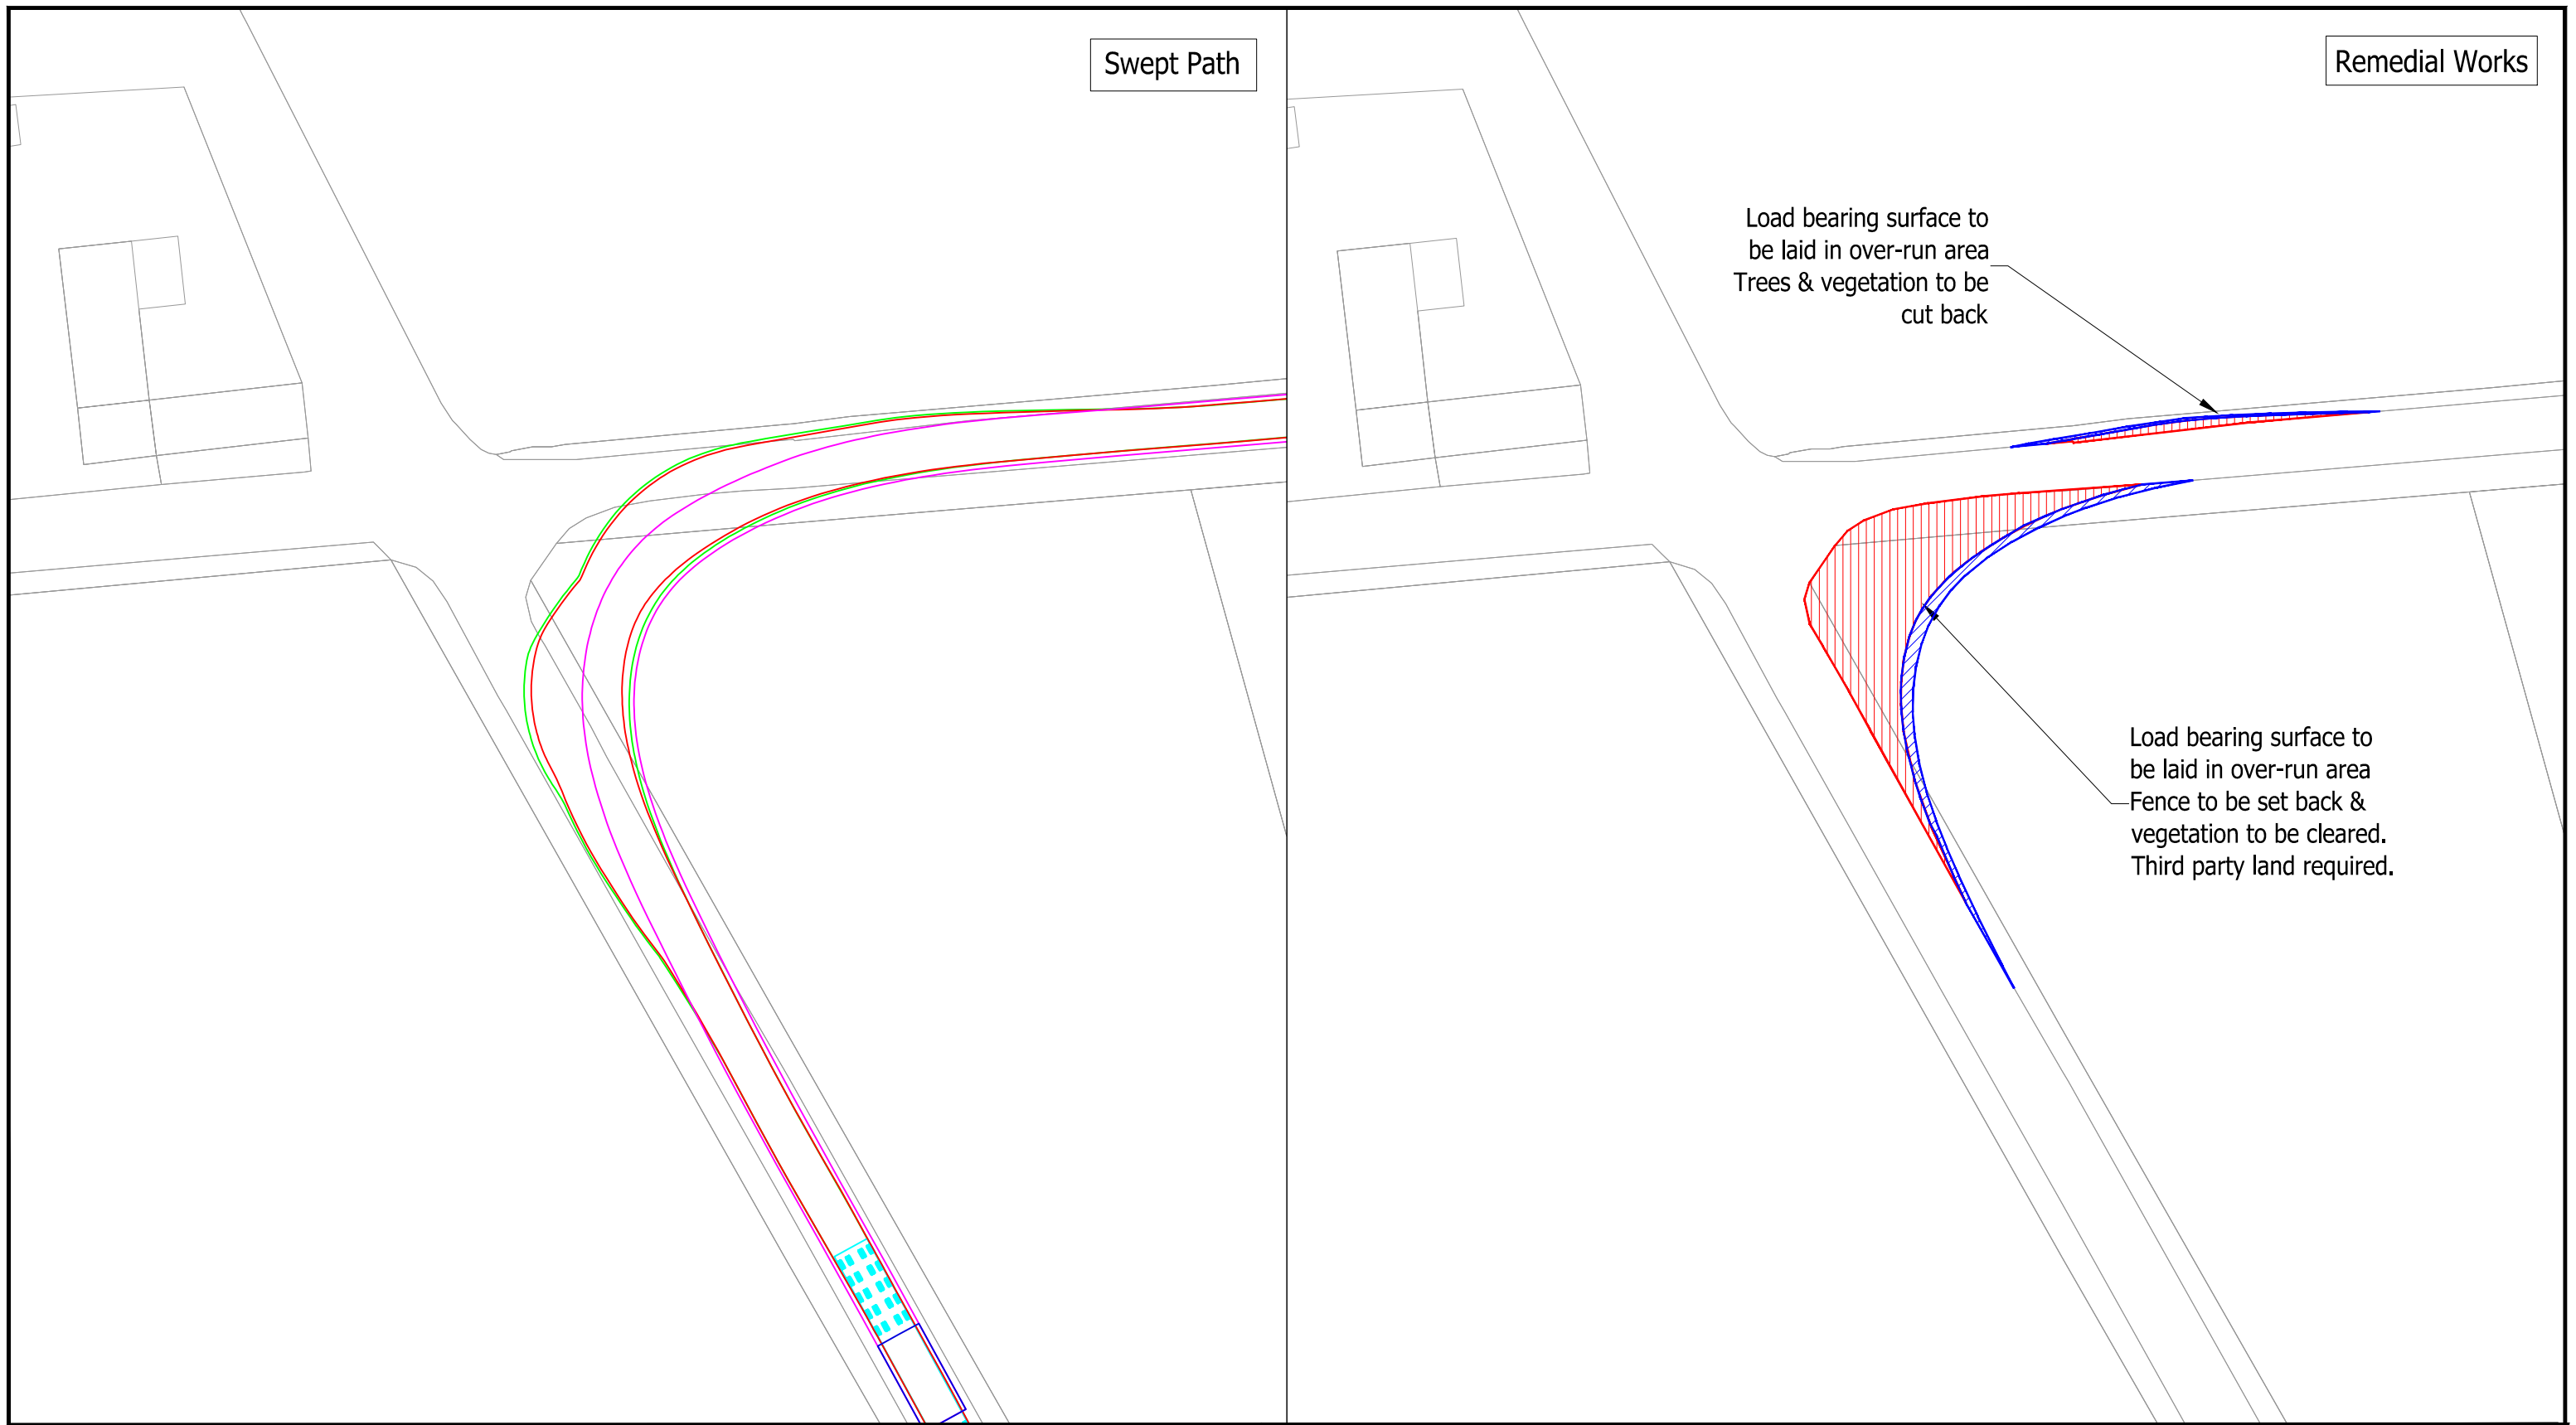 Swept Path
Remedial Works
Load bearing surface to
be laid in over-run area
Trees & vegetation to be
cut back
Load bearing surface to
be laid in over-run area
Fence to be set back &
vegetation to be cleared.
Third party land required.